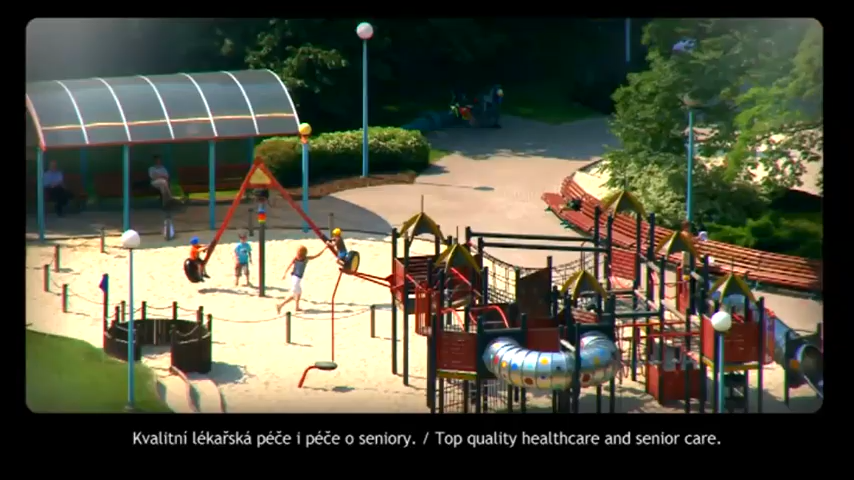 Kvalitní lékařská péče i péče o seniory. / Top quality healthcare and senior care.